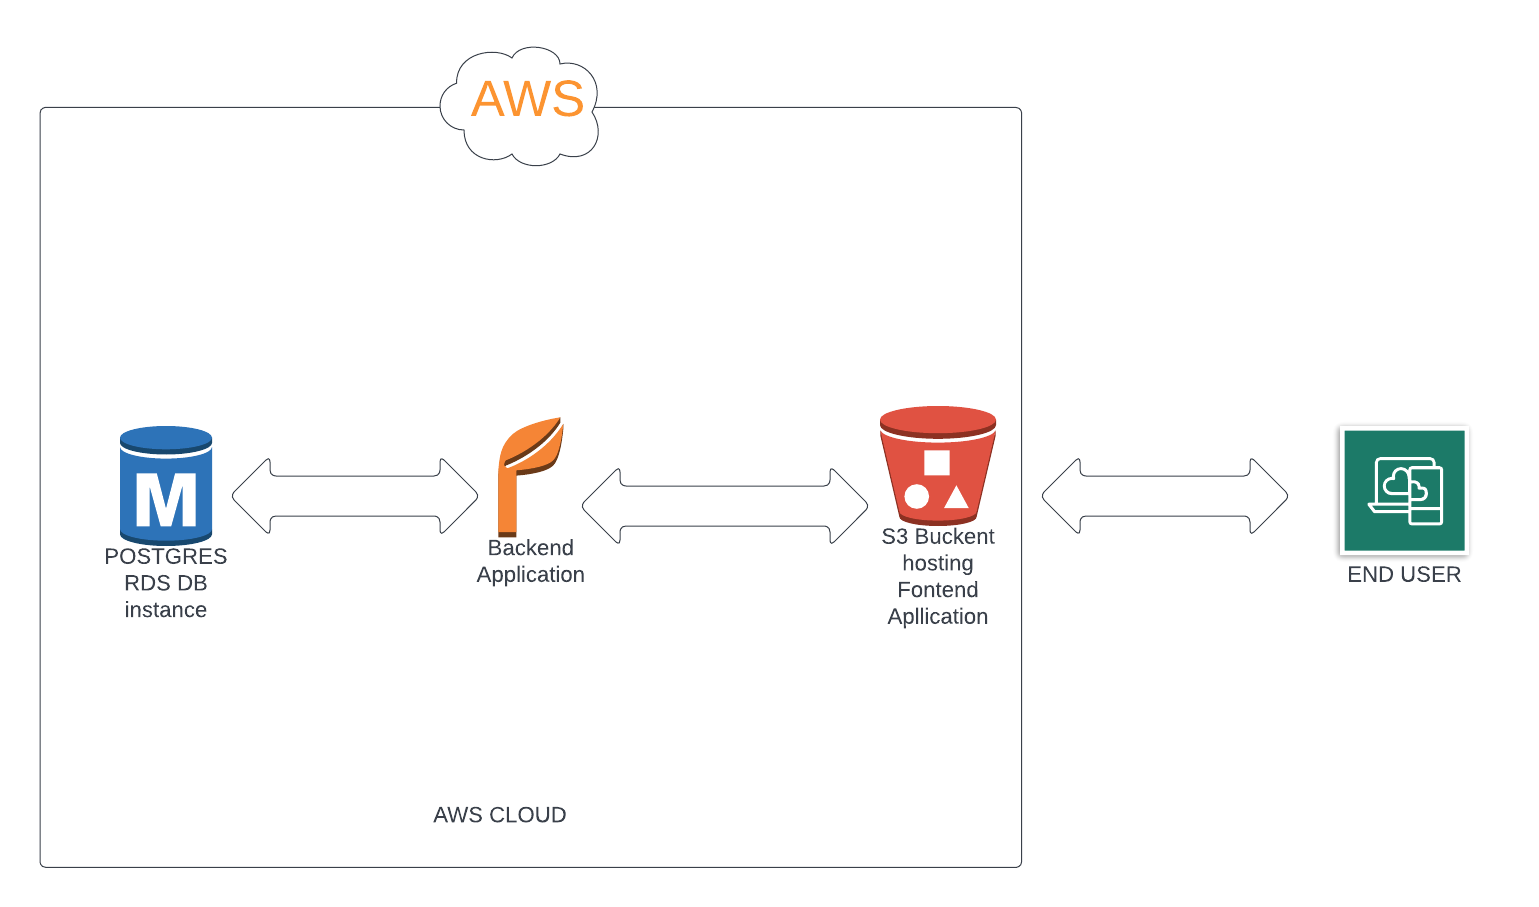 AWS
M
POSTGRES
RDS DB
instance
Backend
Application
S3 Buckent
hosting
Fontend
Apllication
END USER
AWS CLOUD